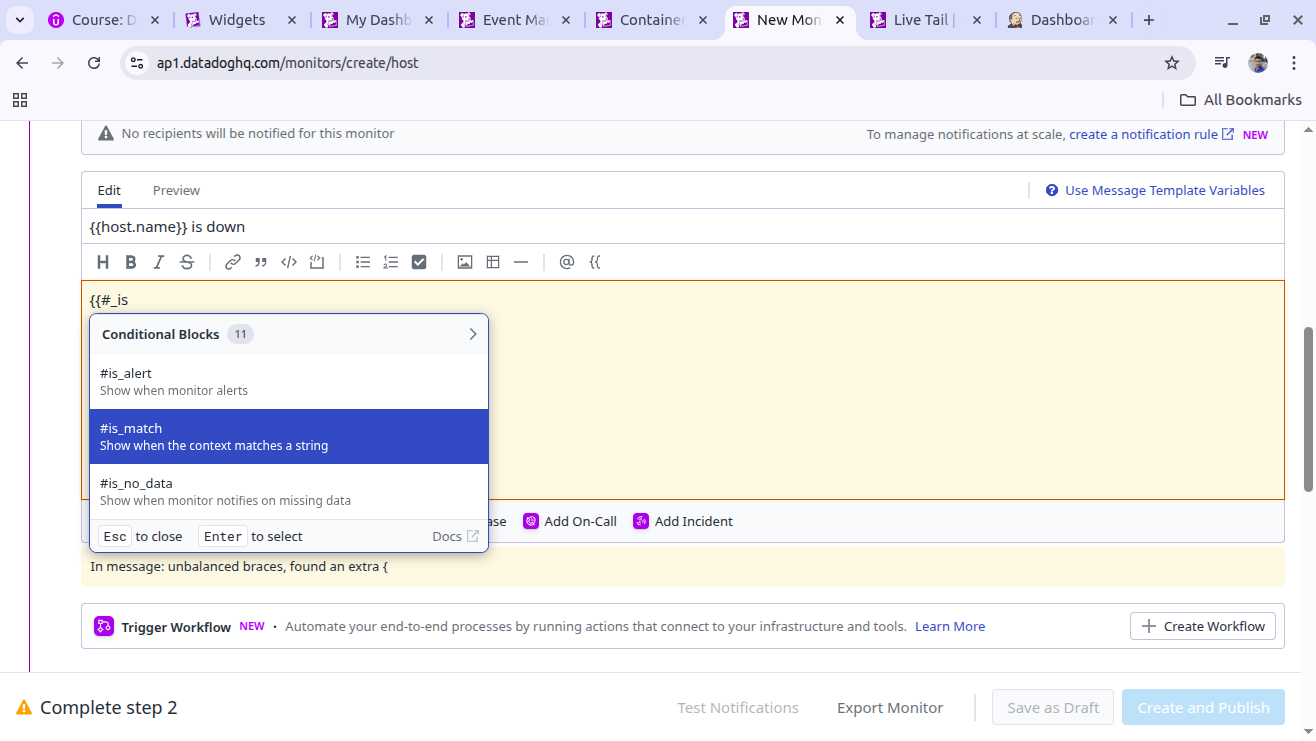 Course: D
Widgets
My Dashb
Event Ma
Container
New Mon
Live Tail |
Dashboar
ap1.datadoghq.com/monitors/create/host
All Bookmarks
No recipients will be notified for this monitor
To manage notifications at scale, create a notification rule NEW
Edit Preview
Use Message Template Variables
{{host.name}} is down
H B I S @ {{
{{#_is
Conditional Blocks 11
#is_alert
Show when monitor alerts
#is_match
Show when the context matches a string
#is_no_data
Show when monitor notifies on missing data
Esc to close Enter to select Docs
ase Add On-Call Add Incident
In message: unbalanced braces, found an extra {
Trigger Workflow NEW · Automate your end-to-end processes by running actions that connect to your infrastructure and tools. Learn More
Create Workflow
Complete step 2
Test Notifications Export Monitor Save as Draft Create and Publish